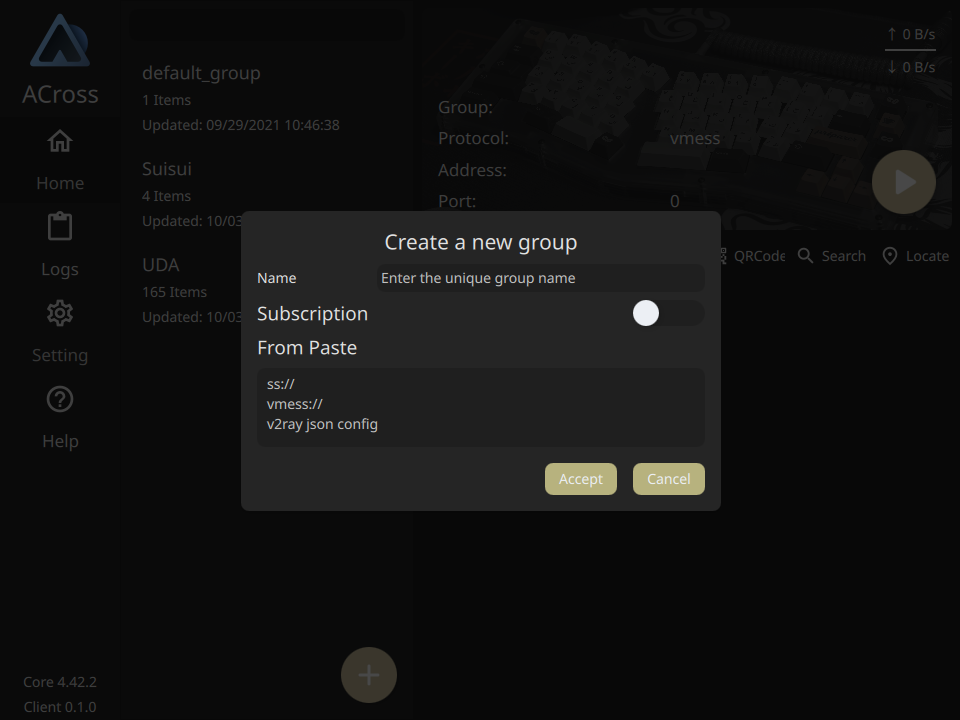 ACross
Home
Logs
Setting
Help
Core 4.42.2
Client 0.1.0
default_group
1 Items
Updated: 09/29/2021 10:46:38
Suisui
4 Items
Updated: 10/03
UDA
165 Items
Updated: 10/03
↑ 0 B/s
↓ 0 B/s
Group:
Protocol: vmess
Address:
Port: 0
QRCode Search Locate
Create a new group
Name Enter the unique group name
Subscription
From Paste
ss://
vmess://
v2ray json config
Accept Cancel